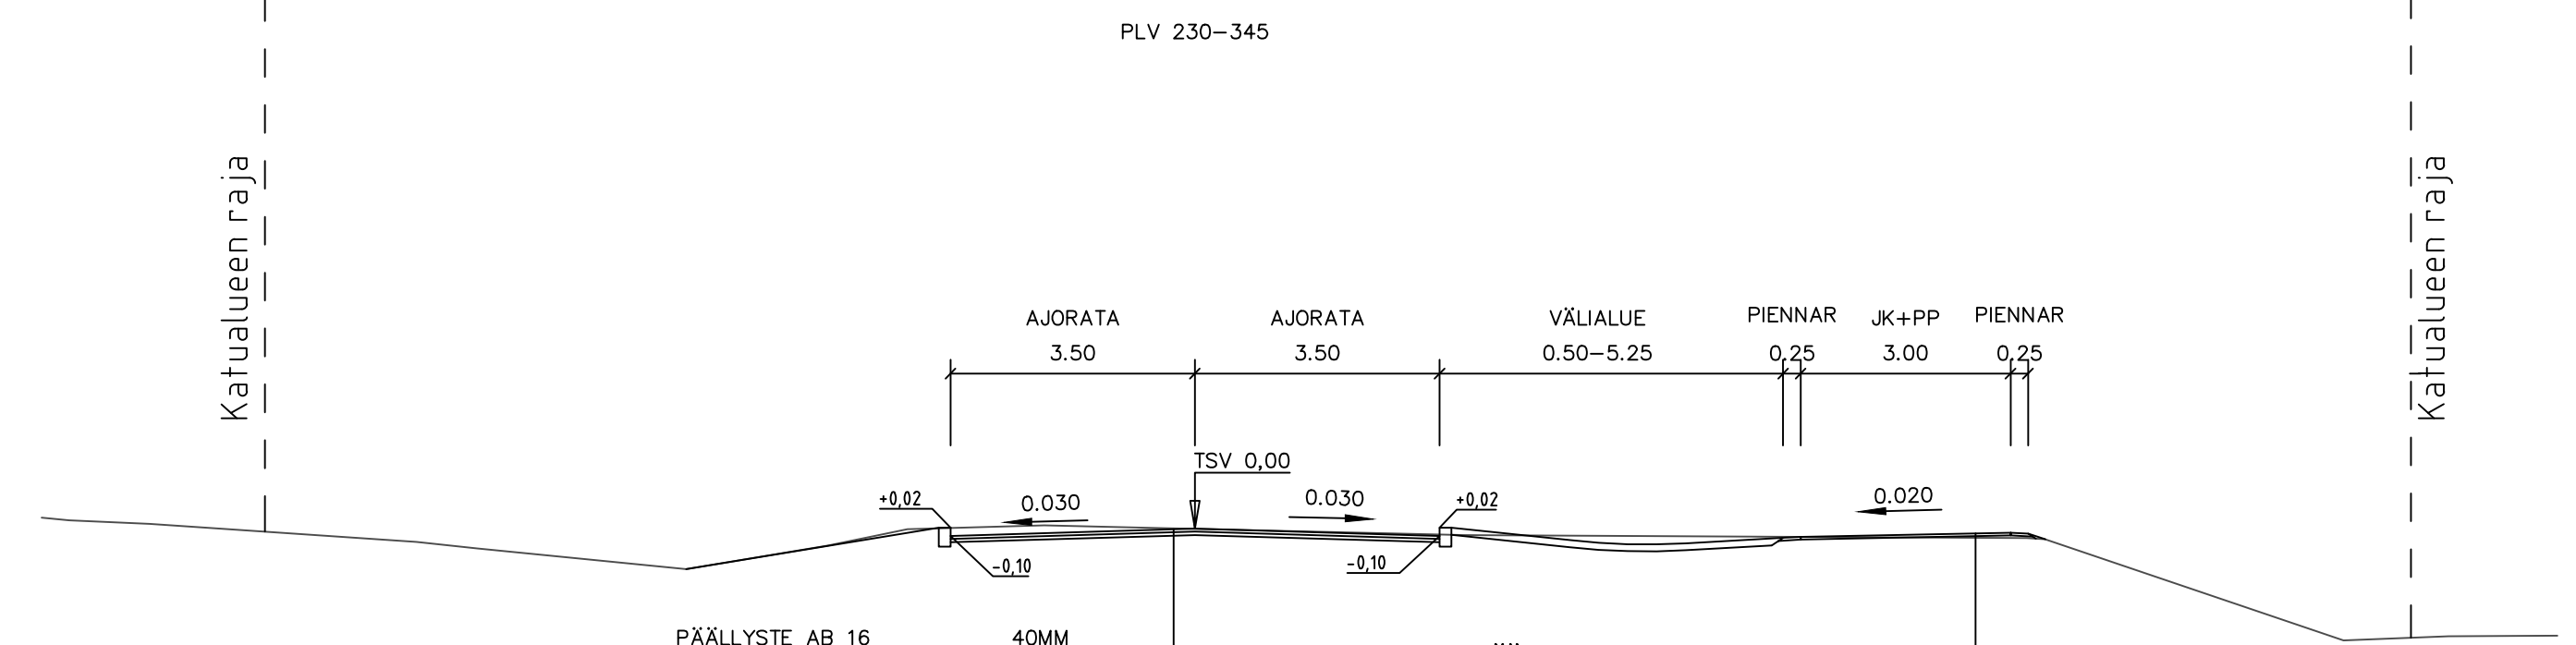 PLV 230-345
Katualueen raja
Katualueen raja
AJORATA AJORATA VÄLIALUE PIENNAR JK+PP PIENNAR
3.50 3.50 0.50-5.25 0.25 3.00 0.25
TSV 0,00
+0,02 0.030 0.030 +0,02 0.020
-0,10 -0,10
PÄÄLLYSTE AB 16 40MM